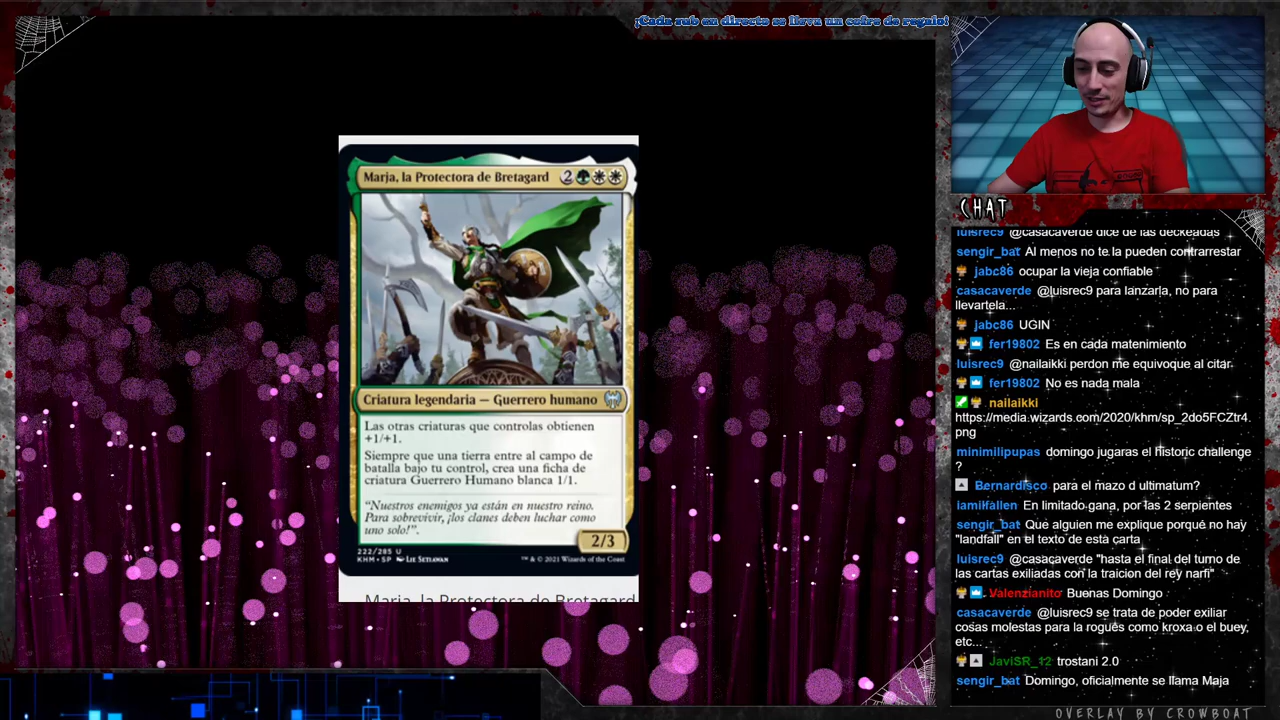 ¡Cada sub en directo se lleva un cofre de regalo!
Marja, la Protectora de Bretagard 2
Criatura legendaria — Guerrero humano
Las otras criaturas que controlas obtienen
+1/+1.
Siempre que una tierra entre al campo de
batalla bajo tu control, crea una ficha de
criatura Guerrero Humano blanca 1/1.
“Nuestros enemigos ya están en nuestro reino.
Para sobrevivir, ¡los clanes deben luchar como
uno solo!”.
2/3
222/285 U
KHM • SP Lie Setiawan
™ & © 2021 Wizards of the Coast
Marja, la Protectora de Bretagard
CHAT
luisrec9 @casacaverde dice de las deckeadas
sengir_bat Al menos no te la pueden contrarrestar
jabc86 ocupar la vieja confiable
casacaverde @luisrec9 para lanzarla, no para
llevartela...
jabc86 UGIN
fer19802 Es en cada matenimiento
luisrec9 @nailaikki perdon me equivoque al citar
fer19802 No es nada mala
nailaikki
https://media.wizards.com/2020/khm/sp_2do5FCZtr4.
png
minimilipupas domingo jugaras el historic challenge
?
Bernardisco para el mazo d ultimatum?
iamilfallen En limitado gana, por las 2 serpientes
sengir_bat Que alguien me explique porqué no hay
"landfall" en el texto de esta carta
luisrec9 @casacaverde "hasta el final del turno de
las cartas exiliadas con la traicion del rey narfi"
Valenzianito Buenas Domingo
casacaverde @luisrec9 se trata de poder exiliar
cosas molestas para la rogues como kroxa o el buey,
etc...
JaviSR_12 trostani 2.0
sengir_bat Domingo, oficialmente se llama Maja
OVERLAY BY CROWBOAT